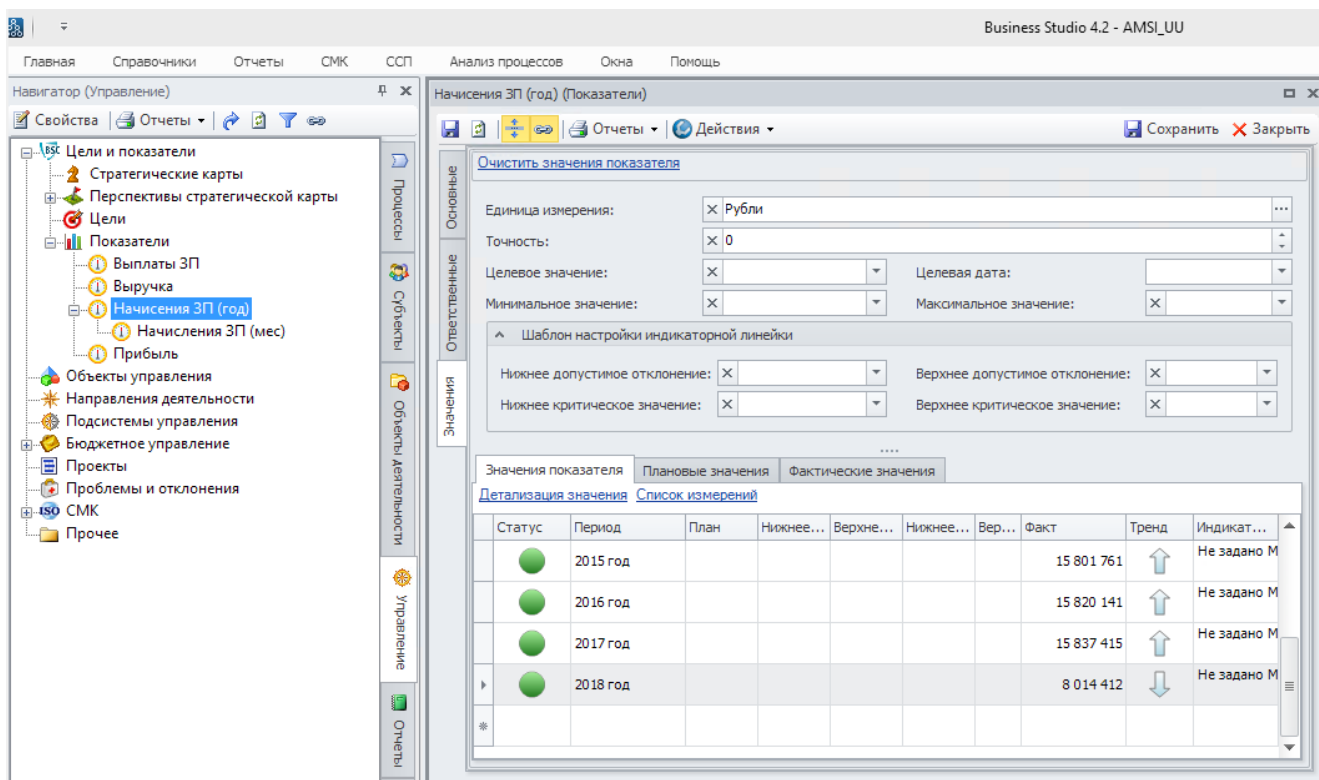 Business Studio 4.2 - AMSI_UU
Главная Справочники Отчеты СМК ССП Анализ процессов Окна Помощь
Навигатор (Управление)
Свойства Отчеты
BSC Цели и показатели
Стратегические карты
Перспективы стратегической карты
Цели
Показатели
Выплаты ЗП
Выручка
Начисения ЗП (год)
Начисления ЗП (мес)
Прибыль
Объекты управления
Направления деятельности
Подсистемы управления
Бюджетное управление
Проекты
Проблемы и отклонения
ISO СМК
Прочее
Процессы
Субъекты
Объекты деятельности
Управление
Отчеты
Начисения ЗП (год) (Показатели)
Отчеты Действия Сохранить Закрыть
Основные
Ответственные
Значения
Очистить значения показателя
Единица измерения: Рубли
Точность: 0
Целевое значение: Целевая дата:
Минимальное значение: Максимальное значение:
Шаблон настройки индикаторной линейки
Нижнее допустимое отклонение: Верхнее допустимое отклонение:
Нижнее критическое значение: Верхнее критическое значение:
Значения показателя Плановые значения Фактические значения
Детализация значения Список измерений
Статус Период План Нижнее... Верхне... Нижнее... Вер... Факт Тренд Индикат...
2015 год 15 801 761 Не задано М
2016 год 15 820 141 Не задано М
2017 год 15 837 415 Не задано М
2018 год 8 014 412 Не задано М